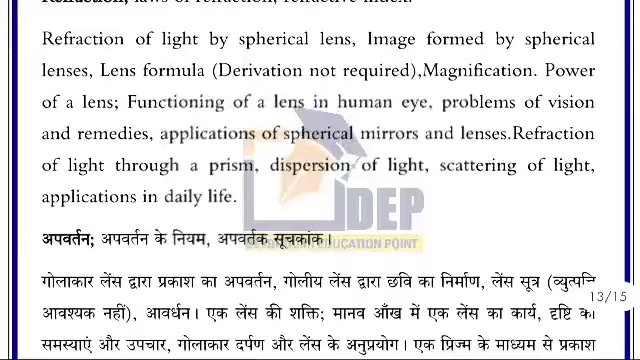 Refraction, laws of refraction, refractive index.
Refraction of light by spherical lens, Image formed by spherical
lenses, Lens formula (Derivation not required),Magnification. Power
of a lens; Functioning of a lens in human eye, problems of vision
and remedies, applications of spherical mirrors and lenses.Refraction
of light through a prism, dispersion of light, scattering of light,
applications in daily life.
DEP
EDUCATION POINT
अपवर्तन; अपवर्तन के नियम, अपवर्तक सूचकांक।
गोलाकार लेंस द्वारा प्रकाश का अपवर्तन, गोलीय लेंस द्वारा छवि का निर्माण, लेंस सूत्र (व्युत्पत्ति
13/15
आवश्यक नहीं), आवर्धन। एक लेंस की शक्ति; मानव आँख में एक लेंस का कार्य, दृष्टि की
समस्याएं और उपचार, गोलाकार दर्पण और लेंस के अनुप्रयोग। एक प्रिज्म के माध्यम से प्रकाश